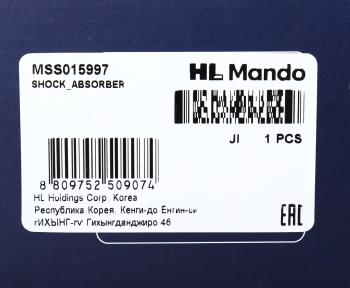 MSS015997
HL Mando
SHOCK_ABSORBER
JI 1 PCS
8 809752 509074
HL Holdings Corp. Korea
Республика Корея, Кенги-до Ёнгин-си
гИХЫНГ-гу Гихынгданджиро 46
EAC